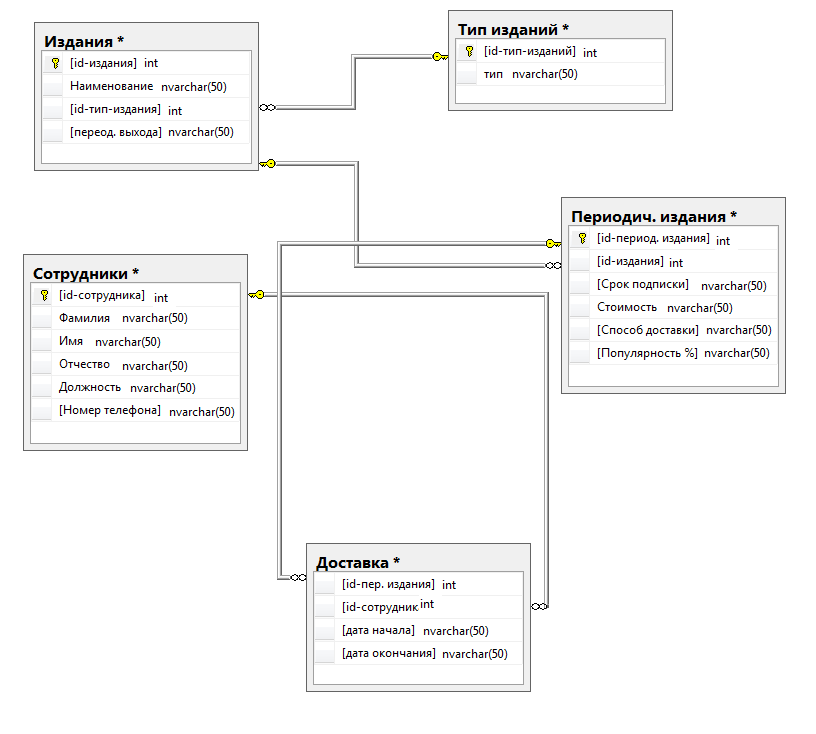 Издания *
[id-издания] int
Наименование nvarchar(50)
[id-тип-издания] int
[переод. выхода] nvarchar(50)
Тип изданий *
[id-тип-изданий] int
тип nvarchar(50)
Периодич. издания *
[id-период. издания] int
[id-издания] int
[Срок подписки] nvarchar(50)
Стоимость nvarchar(50)
[Способ доставки] nvarchar(50)
[Популярность %] nvarchar(50)
Сотрудники *
[id-сотрудника] int
Фамилия nvarchar(50)
Имя nvarchar(50)
Отчество nvarchar(50)
Должность nvarchar(50)
[Номер телефона] nvarchar(50)
Доставка *
[id-пер. издания] int
[id-сотрудник int
[дата начала] nvarchar(50)
[дата окончания] nvarchar(50)